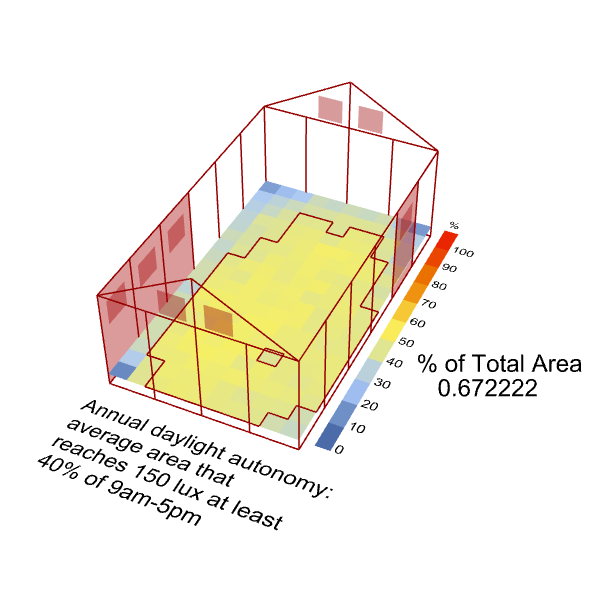 %
100
90
80
70
60
50
40
30
20
10
0
% of Total Area
0.672222
Annual daylight autonomy:
average area that
reaches 150 lux at least
40% of 9am-5pm